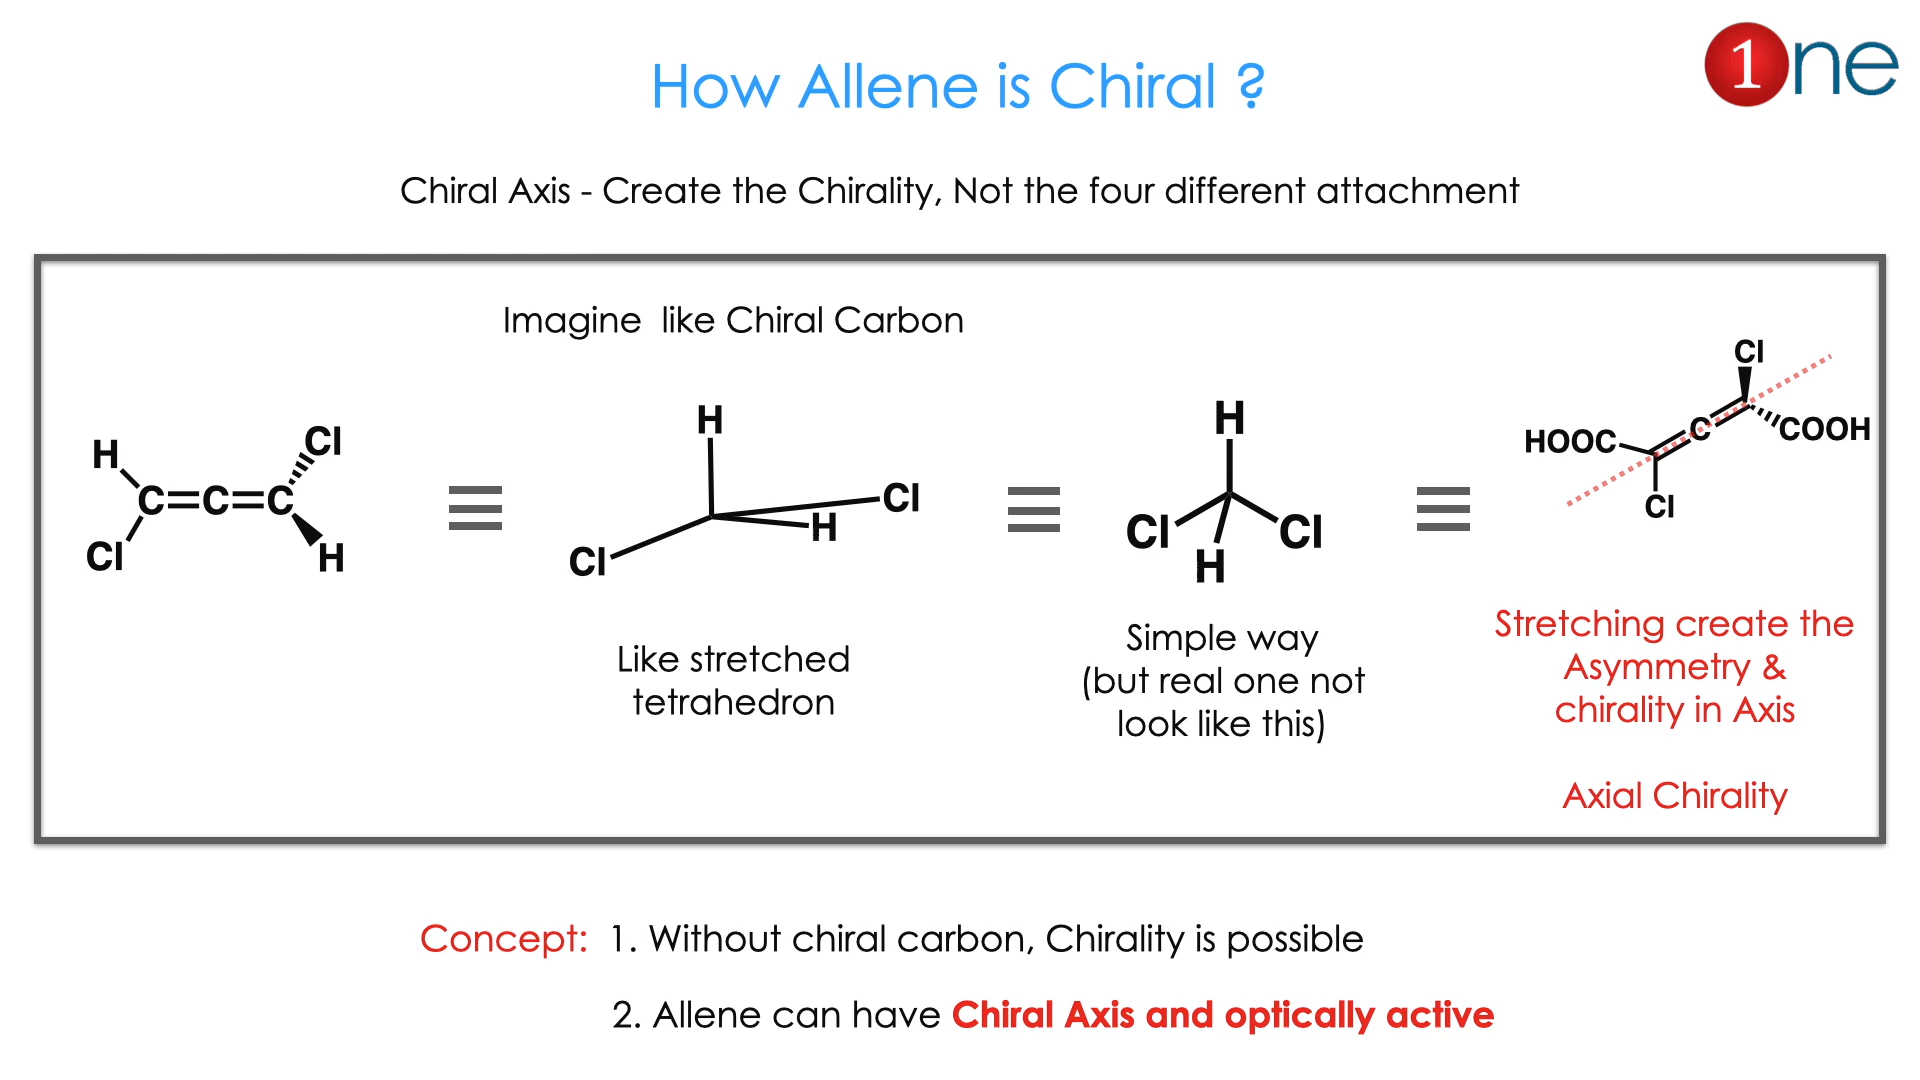 1ne
How Allene is Chiral ?
Chiral Axis - Create the Chirality, Not the four different attachment
Imagine like Chiral Carbon
H Cl
C=C=C
Cl H
H
Cl
H
Cl
H
Cl Cl
H
Cl
HOOC C COOH
Cl
Like stretched
tetrahedron
Simple way
(but real one not
look like this)
Stretching create the
Asymmetry &
chirality in Axis
Axial Chirality
Concept: 1. Without chiral carbon, Chirality is possible
2. Allene can have Chiral Axis and optically active